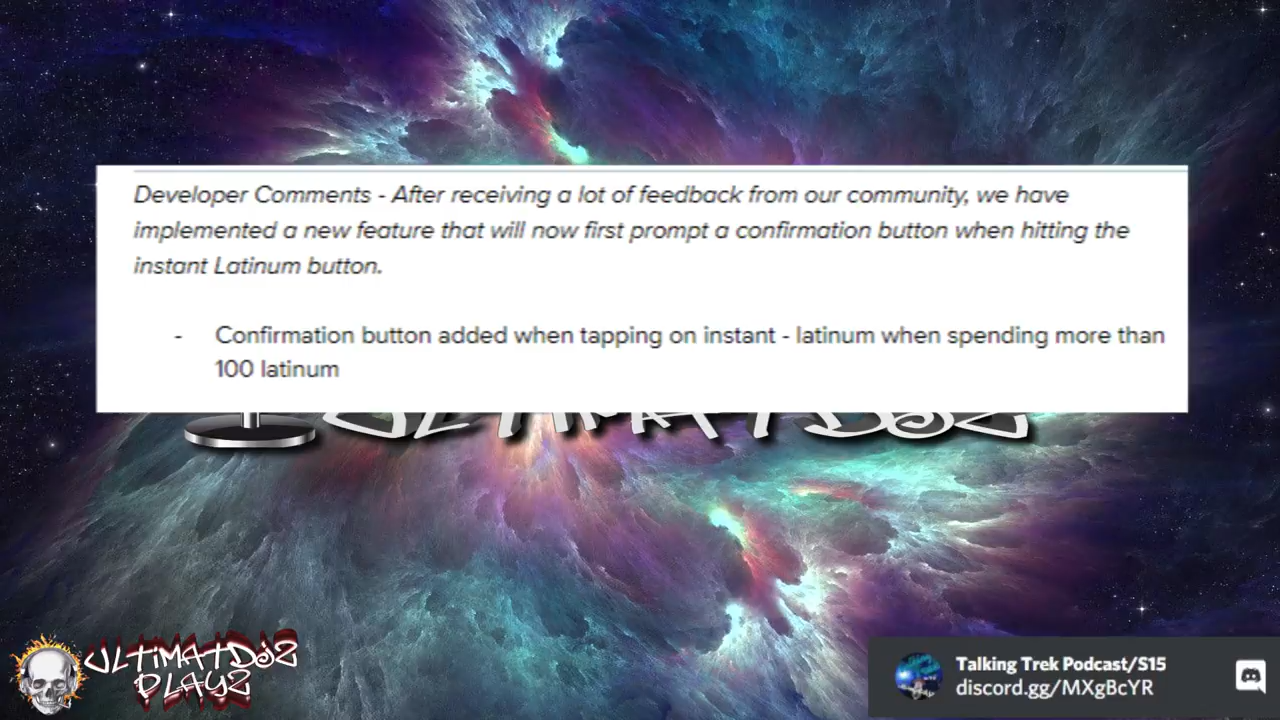 Developer Comments - After receiving a lot of feedback from our community, we have
implemented a new feature that will now first prompt a confirmation button when hitting the
instant Latinum button.
- Confirmation button added when tapping on instant - latinum when spending more than
100 latinum
ULTIMATDJZ
ULTIMATDJZ
PLAYZ
Talking Trek Podcast/S15
discord.gg/MXgBcYR